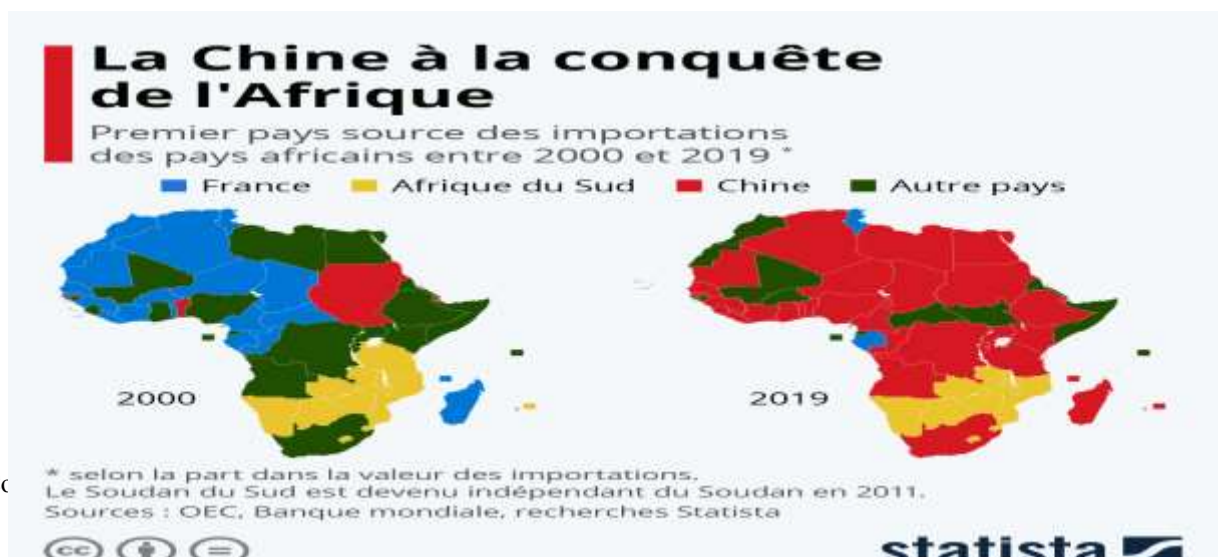 La Chine à la conquête
de l'Afrique
Premier pays source des importations
des pays africains entre 2000 et 2019 *
France Afrique du Sud Chine Autre pays
2000 2019
* selon la part dans la valeur des importations.
Le Soudan du Sud est devenu indépendant du Soudan en 2011.
Sources : OEC, Banque mondiale, recherches Statista
cc statista